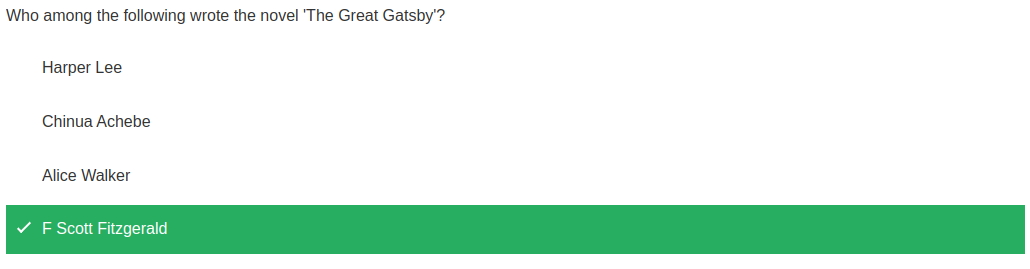 Who among the following wrote the novel 'The Great Gatsby'?
Harper Lee
Chinua Achebe
Alice Walker
F Scott Fitzgerald